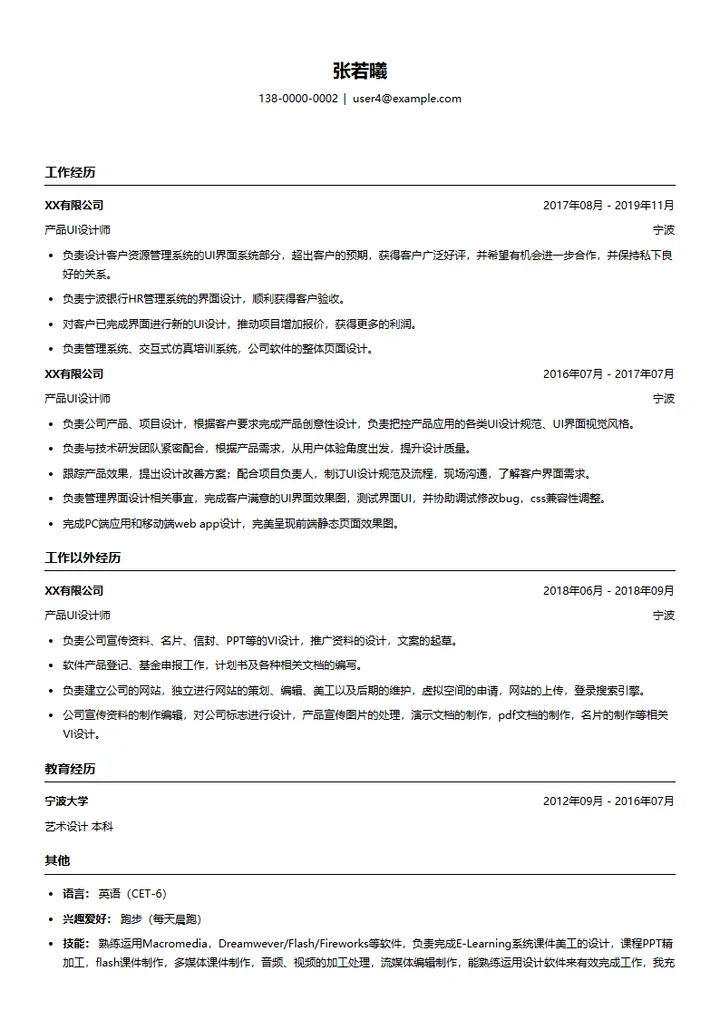 张若曦
138-0000-0002 | user4@example.com
工作经历
XX有限公司 2017年08月 - 2019年11月
产品UI设计师 宁波
• 负责设计客户资源管理系统的UI界面系统部分，超出客户的预期，获得客户广泛好评，并希望有机会进一步合作，并保持私下良
好的关系。
• 负责宁波银行HR管理系统的界面设计，顺利获得客户验收。
• 对客户已完成界面进行新的UI设计，推动项目增加报价，获得更多的利润。
• 负责管理系统、交互式仿真培训系统，公司软件的整体页面设计。
XX有限公司 2016年07月 - 2017年07月
产品UI设计师 宁波
• 负责公司产品、项目设计，根据客户要求完成产品创意性设计，负责把控产品应用的各类UI设计规范、UI界面视觉风格。
• 负责与技术研发团队紧密配合，根据产品需求，从用户体验角度出发，提升设计质量。
• 跟踪产品效果，提出设计改善方案；配合项目负责人，制订UI设计规范及流程，现场沟通，了解客户界面需求。
• 负责管理界面设计相关事宜，完成客户满意的UI界面效果图，测试界面UI，并协助调试修改bug，css兼容性调整。
• 完成PC端应用和移动端web app设计，完美呈现前端静态页面效果图。
工作以外经历
XX有限公司 2018年06月 - 2018年09月
产品UI设计师 宁波
• 负责公司宣传资料、名片、信封、PPT等的VI设计，推广资料的设计，文案的起草。
• 软件产品登记、基金申报工作，计划书及各种相关文档的编写。
• 负责建立公司的网站，独立进行网站的策划、编辑、美工以及后期的维护，虚拟空间的申请，网站的上传，登录搜索引擎。
• 公司宣传资料的制作编辑，对公司标志进行设计，产品宣传图片的处理，演示文档的制作，pdf文档的制作，名片的制作等相关
VI设计。
教育经历
宁波大学 2012年09月 - 2016年07月
艺术设计 本科
其他
• 语言： 英语（CET-6）
• 兴趣爱好： 跑步（每天晨跑）
• 技能： 熟练运用Macromedia，Dreamwever/Flash/Fireworks等软件，负责完成E-Learning系统课件美工的设计，课程PPT精
加工，flash课件制作，多媒体课件制作，音频、视频的加工处理，流媒体编辑制作，能熟练运用设计软件来有效完成工作，我充